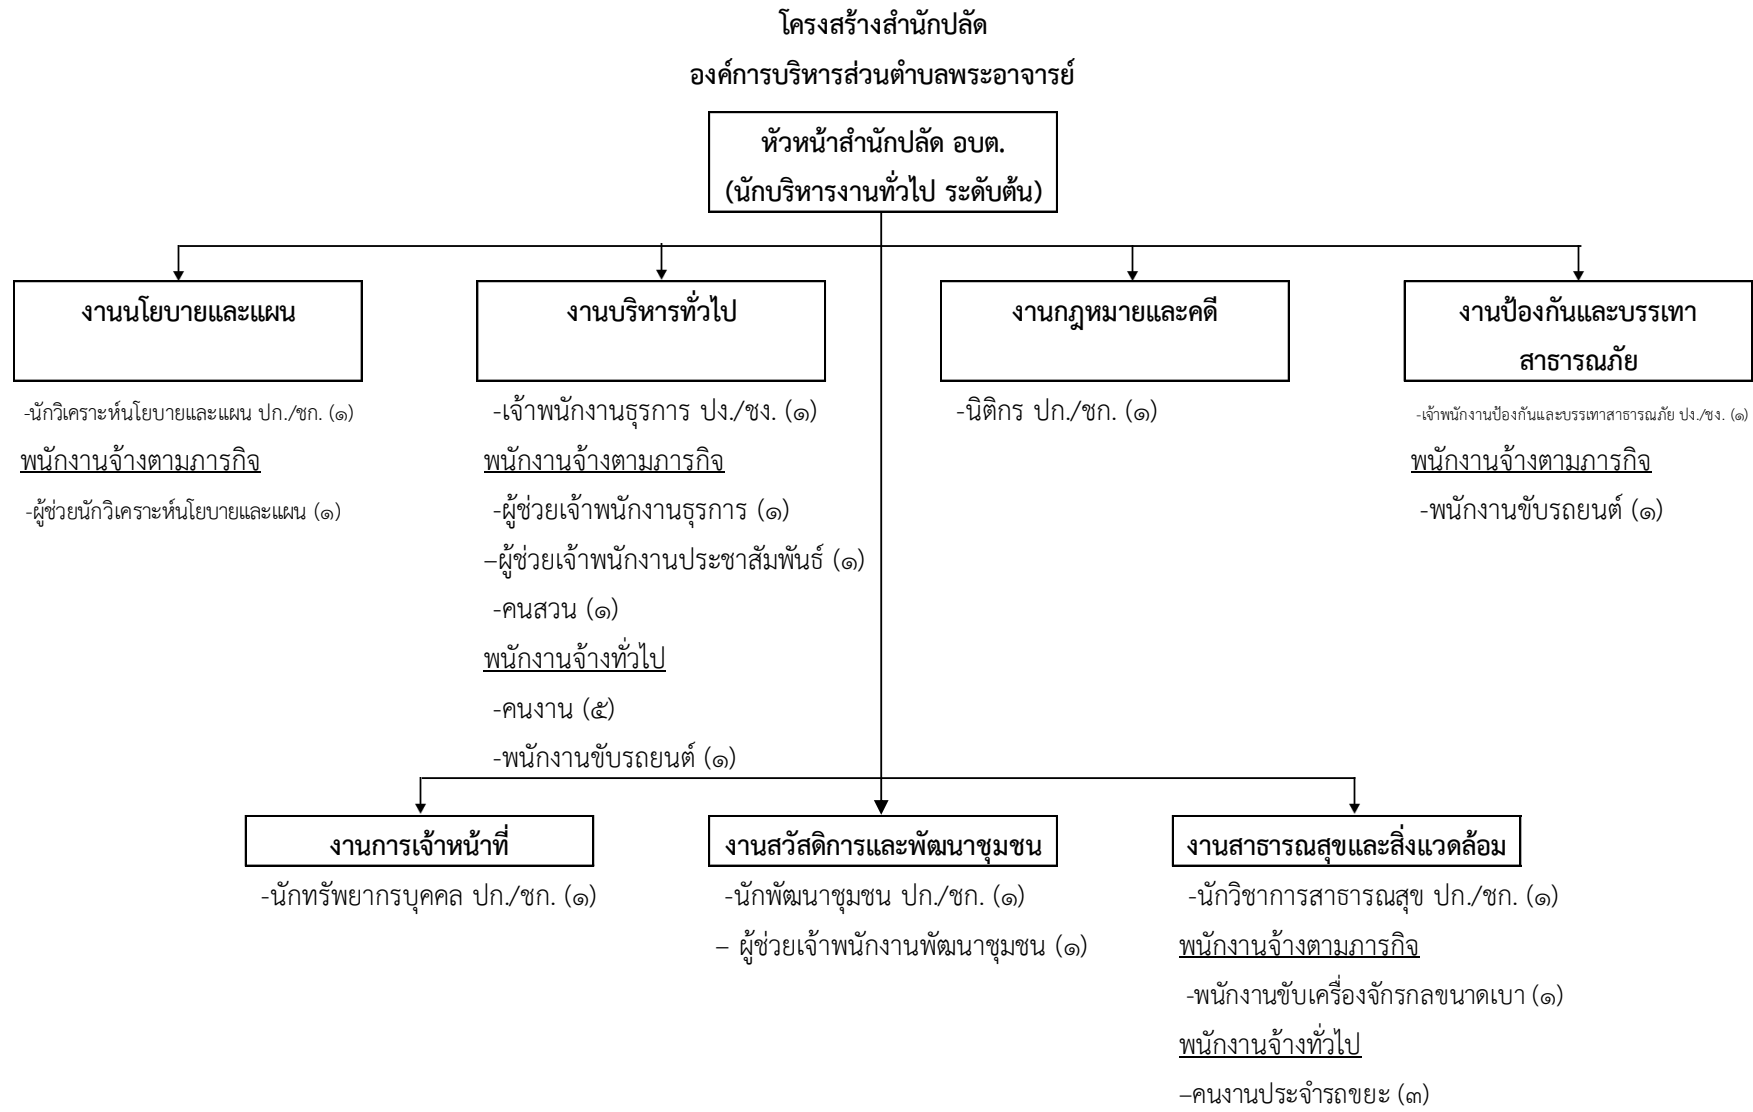 โครงสร้างสำนักปลัด
องค์การบริหารส่วนตำบลพระอาจารย์
หัวหน้าสำนักปลัด อบต.
(นักบริหารงานทั่วไป ระดับต้น)
งานนโยบายและแผน
-นักวิเคราะห์นโยบายและแผน ปก./ชก. (๑)
พนักงานจ้างตามภารกิจ
-ผู้ช่วยนักวิเคราะห์นโยบายและแผน (๑)
งานบริหารทั่วไป
-เจ้าพนักงานธุรการ ปง./ชง. (๑)
พนักงานจ้างตามภารกิจ
-ผู้ช่วยเจ้าพนักงานธุรการ (๑)
–ผู้ช่วยเจ้าพนักงานประชาสัมพันธ์ (๑)
-คนสวน (๑)
พนักงานจ้างทั่วไป
-คนงาน (๕)
-พนักงานขับรถยนต์ (๑)
งานกฎหมายและคดี
-นิติกร ปก./ชก. (๑)
งานป้องกันและบรรเทา
สาธารณภัย
-เจ้าพนักงานป้องกันและบรรเทาสาธารณภัย ปง./ชง. (๑)
พนักงานจ้างตามภารกิจ
-พนักงานขับรถยนต์ (๑)
งานการเจ้าหน้าที่
-นักทรัพยากรบุคคล ปก./ชก. (๑)
งานสวัสดิการและพัฒนาชุมชน
-นักพัฒนาชุมชน ปก./ชก. (๑)
– ผู้ช่วยเจ้าพนักงานพัฒนาชุมชน (๑)
งานสาธารณสุขและสิ่งแวดล้อม
-นักวิชาการสาธารณสุข ปก./ชก. (๑)
พนักงานจ้างตามภารกิจ
-พนักงานขับเครื่องจักรกลขนาดเบา (๑)
พนักงานจ้างทั่วไป
–คนงานประจำรถขยะ (๓)